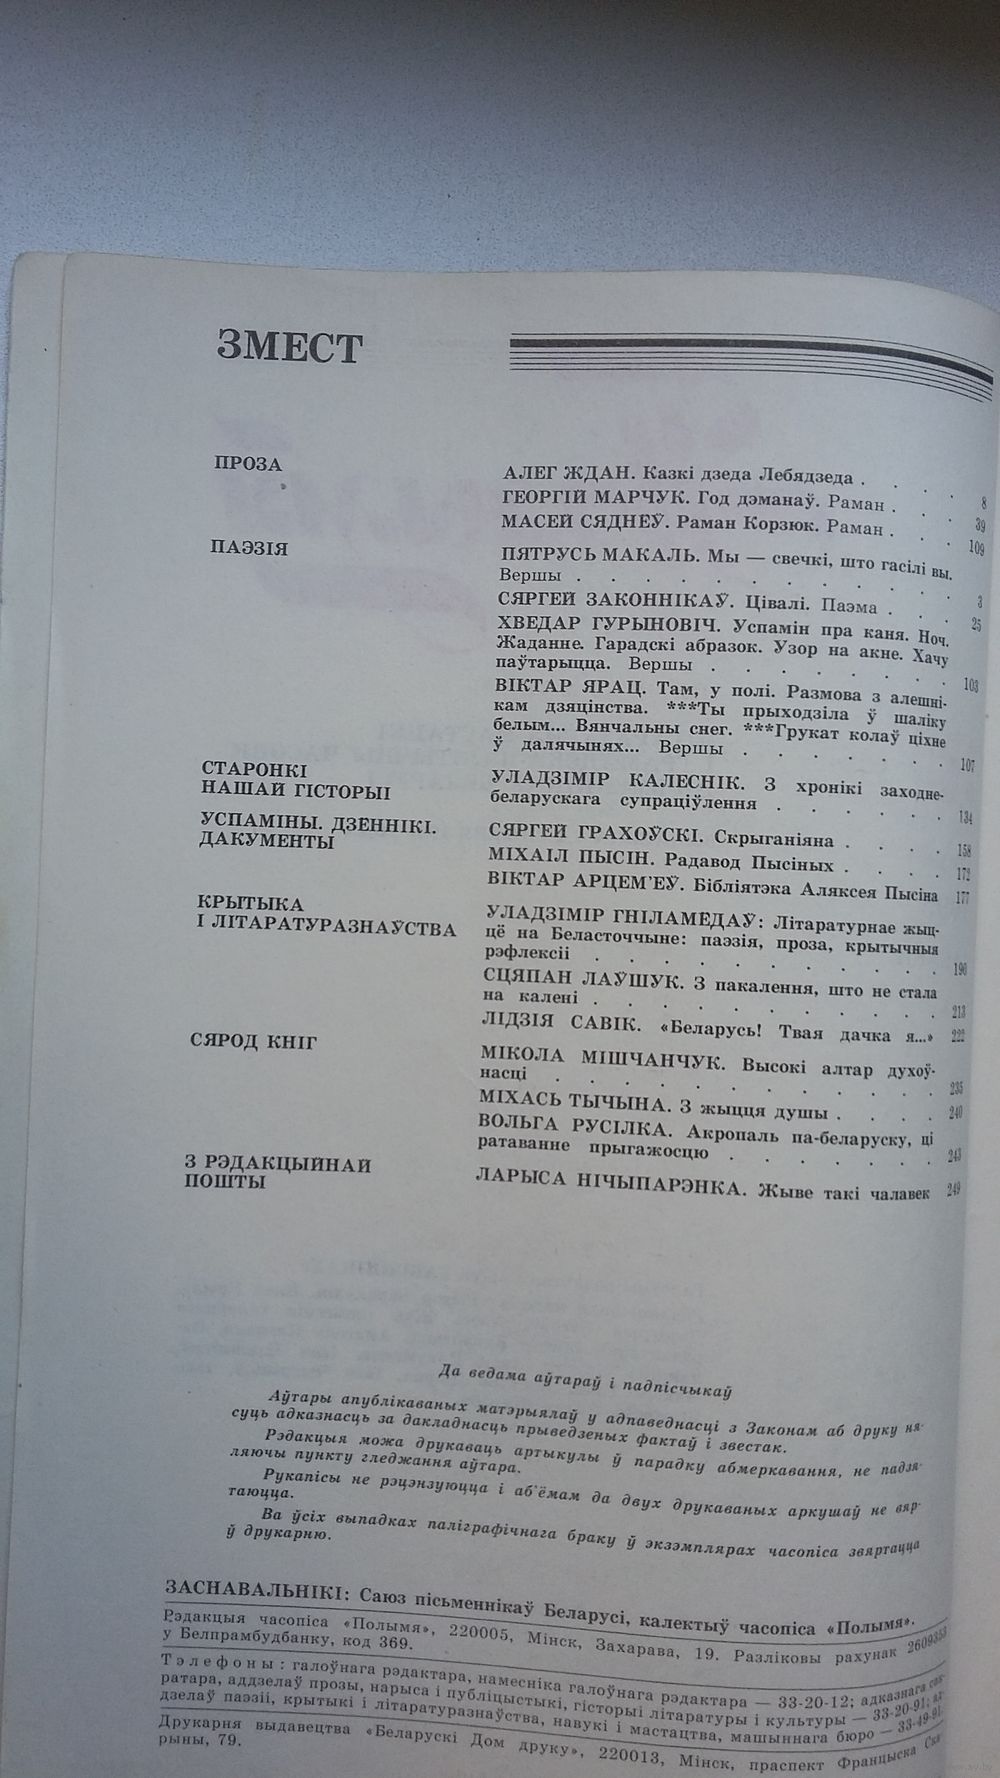 ЗМЕСТ
ПРОЗА
АЛЕГ ЖДАН. Казкі дзеда Лебядзеда . . . . 8
ГЕОРГІЙ МАРЧУК. Год дэманаў. Раман . . . 39
МАСЕЙ СЯДНЕЎ. Раман Корзюк. Раман . . . 109
ПАЭЗІЯ
ПЯТРУСЬ МАКАЛЬ. Мы — свечкі, што гасілі вы.
Вершы . . . . . . . . . . 3
СЯРГЕЙ ЗАКОННІКАЎ. Цівалі. Паэма . . . 25
ХВЕДАР ГУРЫНОВІЧ. Успамін пра каня. Ноч.
Жаданне. Гарадскі абразок. Узор на акне. Хачу
паўтарыцца. Вершы . . . . . . . 103
ВІКТАР ЯРАЦ. Там, у полі. Размова з алешні-
кам дзяцінства. ***Ты прыходзіла ў шаліку
белым... Вянчальны снег. ***Грукат колаў ціхне
ў далячынях... Вершы . . . . . . 107
СТАРОНКІ
НАШАЙ ГІСТОРЫІ
УЛАДЗІМІР КАЛЕСНІК. З хронікі заходне-
беларускага супраціўлення . . . . . 134
УСПАМІНЫ. ДЗЁННІКІ.
ДАКУМЕНТЫ
СЯРГЕЙ ГРАХОЎСКІ. Скрыганіяна . . . . 158
МІХАІЛ ПЫСІН. Радавод Пысіных . . . . 172
ВІКТАР АРЦЕМ'ЕЎ. Бібліятэка Аляксея Пысіна 177
КРЫТЫКА
І ЛІТАРАТУРАЗНАЎСТВА
УЛАДЗІМІР ГНІЛАМЕДАЎ: Літаратурнае жыц-
цё на Беласточчыне: паэзія, проза, крытычныя
рэфлексіі . . . . . . . . . 190
СЦЯПАН ЛАЎШУК. З пакалення, што не стала
на калені . . . . . . . . . 213
ЛІДЗІЯ САВІК. «Беларусь! Твая дачка я...» 222
СЯРОД КНІГ
МІКОЛА МІШЧАНЧУК. Высокі алтар духоў-
насці . . . . . . . . . . 235
МІХАСЬ ТЫЧЫНА. З жыцця душы . . . . 240
ВОЛЬГА РУСІЛКА. Акропаль па-беларуску, ці
ратаванне прыгажосцю . . . . . . 243
З РЭДАКЦЫЙНАЙ
ПОШТЫ
ЛАРЫСА НІЧЫПАРЭНКА. Жыве такі чалавек 249
Да ведама аўтараў і падпісчыкаў
Аўтары апублікаваных матэрыялаў у адпаведнасці з Законам аб друку ня-
суць адказнасць за дакладнасць прыведзеных фактаў і звестак.
Рэдакцыя можа друкаваць артыкулы ў парадку абмеркавання, не падзя-
ляючы пункту гледжання аўтара.
Рукапісы не рэцэнзуюцца і аб'ёмам да двух друкаваных аркушаў не вяр-
таюцца.
Ва ўсіх выпадках паліграфічнага браку ў экзэмплярах часопіса звяртацца
ў друкарню.
ЗАСНАВАЛЬНІКІ: Саюз пісьменнікаў Беларусі, калектыў часопіса «Полымя».
Рэдакцыя часопіса «Полымя», 220005, Мінск, Захарава, 19. Разліковы рахунак 2609353
у Белпрамбудбанку, код 369.
Тэлефоны: галоўнага рэдактара, намесніка галоўнага рэдактара — 33-20-12; адказнага сак-
ратара, аддзелаў прозы, нарыса і публіцыстыкі, гісторыі літаратуры і культуры — 33-20-91; ад-
дзелаў паэзіі, крытыкі і літаратуразнаўства, навукі і мастацтва, машыннага бюро — 33-49-91.
Друкарня выдавецтва «Беларускі Дом друку», 220013, Мінск, праспект Францыска Ска-
рыны, 79.